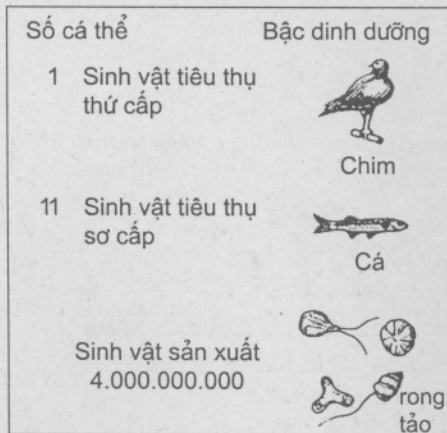 Số cá thể Bậc dinh dưỡng
1 Sinh vật tiêu thụ
thứ cấp
Chim
11 Sinh vật tiêu thụ
sơ cấp
Cá
Sinh vật sản xuất
4.000.000.000
rong
tảo